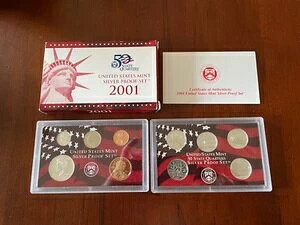 50
STATE
QUARTERS
UNITED STATES MINT
SILVER PROOF SET
2001
Certificate of Authenticity
United States Mint Silver Proof Set
UNITED STATES MINT
SILVER PROOF SET
UNITED STATES MINT
50 STATE QUARTERS
SILVER PROOF SET